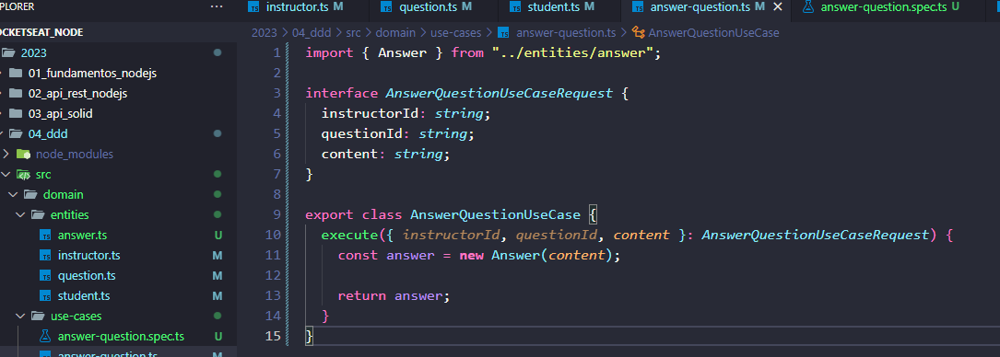 PLORER ...
instructor.ts M question.ts M student.ts M answer-question.ts M answer-question.spec.ts U
OCKETSEAT_NODE
2023 > 04_ddd > src > domain > use-cases > answer-question.ts > AnswerQuestionUseCase
2023
01_fundamentos_nodejs
02_api_rest_nodejs
03_api_solid
04_ddd
node_modules
src
domain
entities
answer.ts U
instructor.ts M
question.ts M
student.ts M
use-cases
answer-question.spec.ts U
answer-question.ts M
1 import { Answer } from "../entities/answer";
2
3 interface AnswerQuestionUseCaseRequest {
4 instructorId: string;
5 questionId: string;
6 content: string;
7 }
8
9 export class AnswerQuestionUseCase {
10 execute({ instructorId, questionId, content }: AnswerQuestionUseCaseRequest) {
11 const answer = new Answer(content);
12
13 return answer;
14 }
15 }